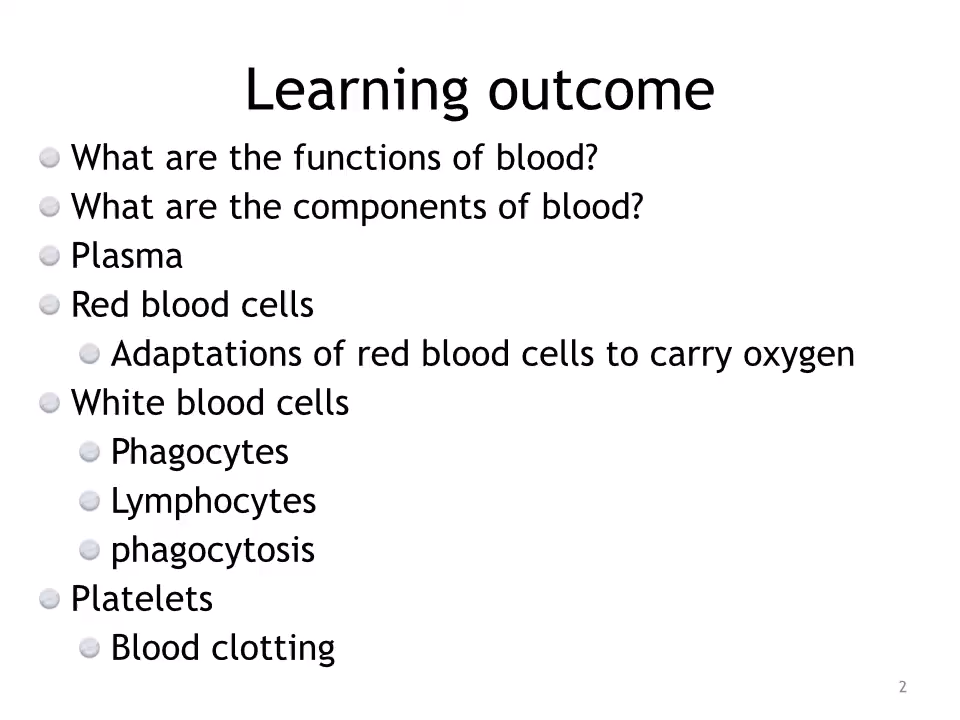 Learning outcome
What are the functions of blood?
What are the components of blood?
Plasma
Red blood cells
Adaptations of red blood cells to carry oxygen
White blood cells
Phagocytes
Lymphocytes
phagocytosis
Platelets
Blood clotting
2